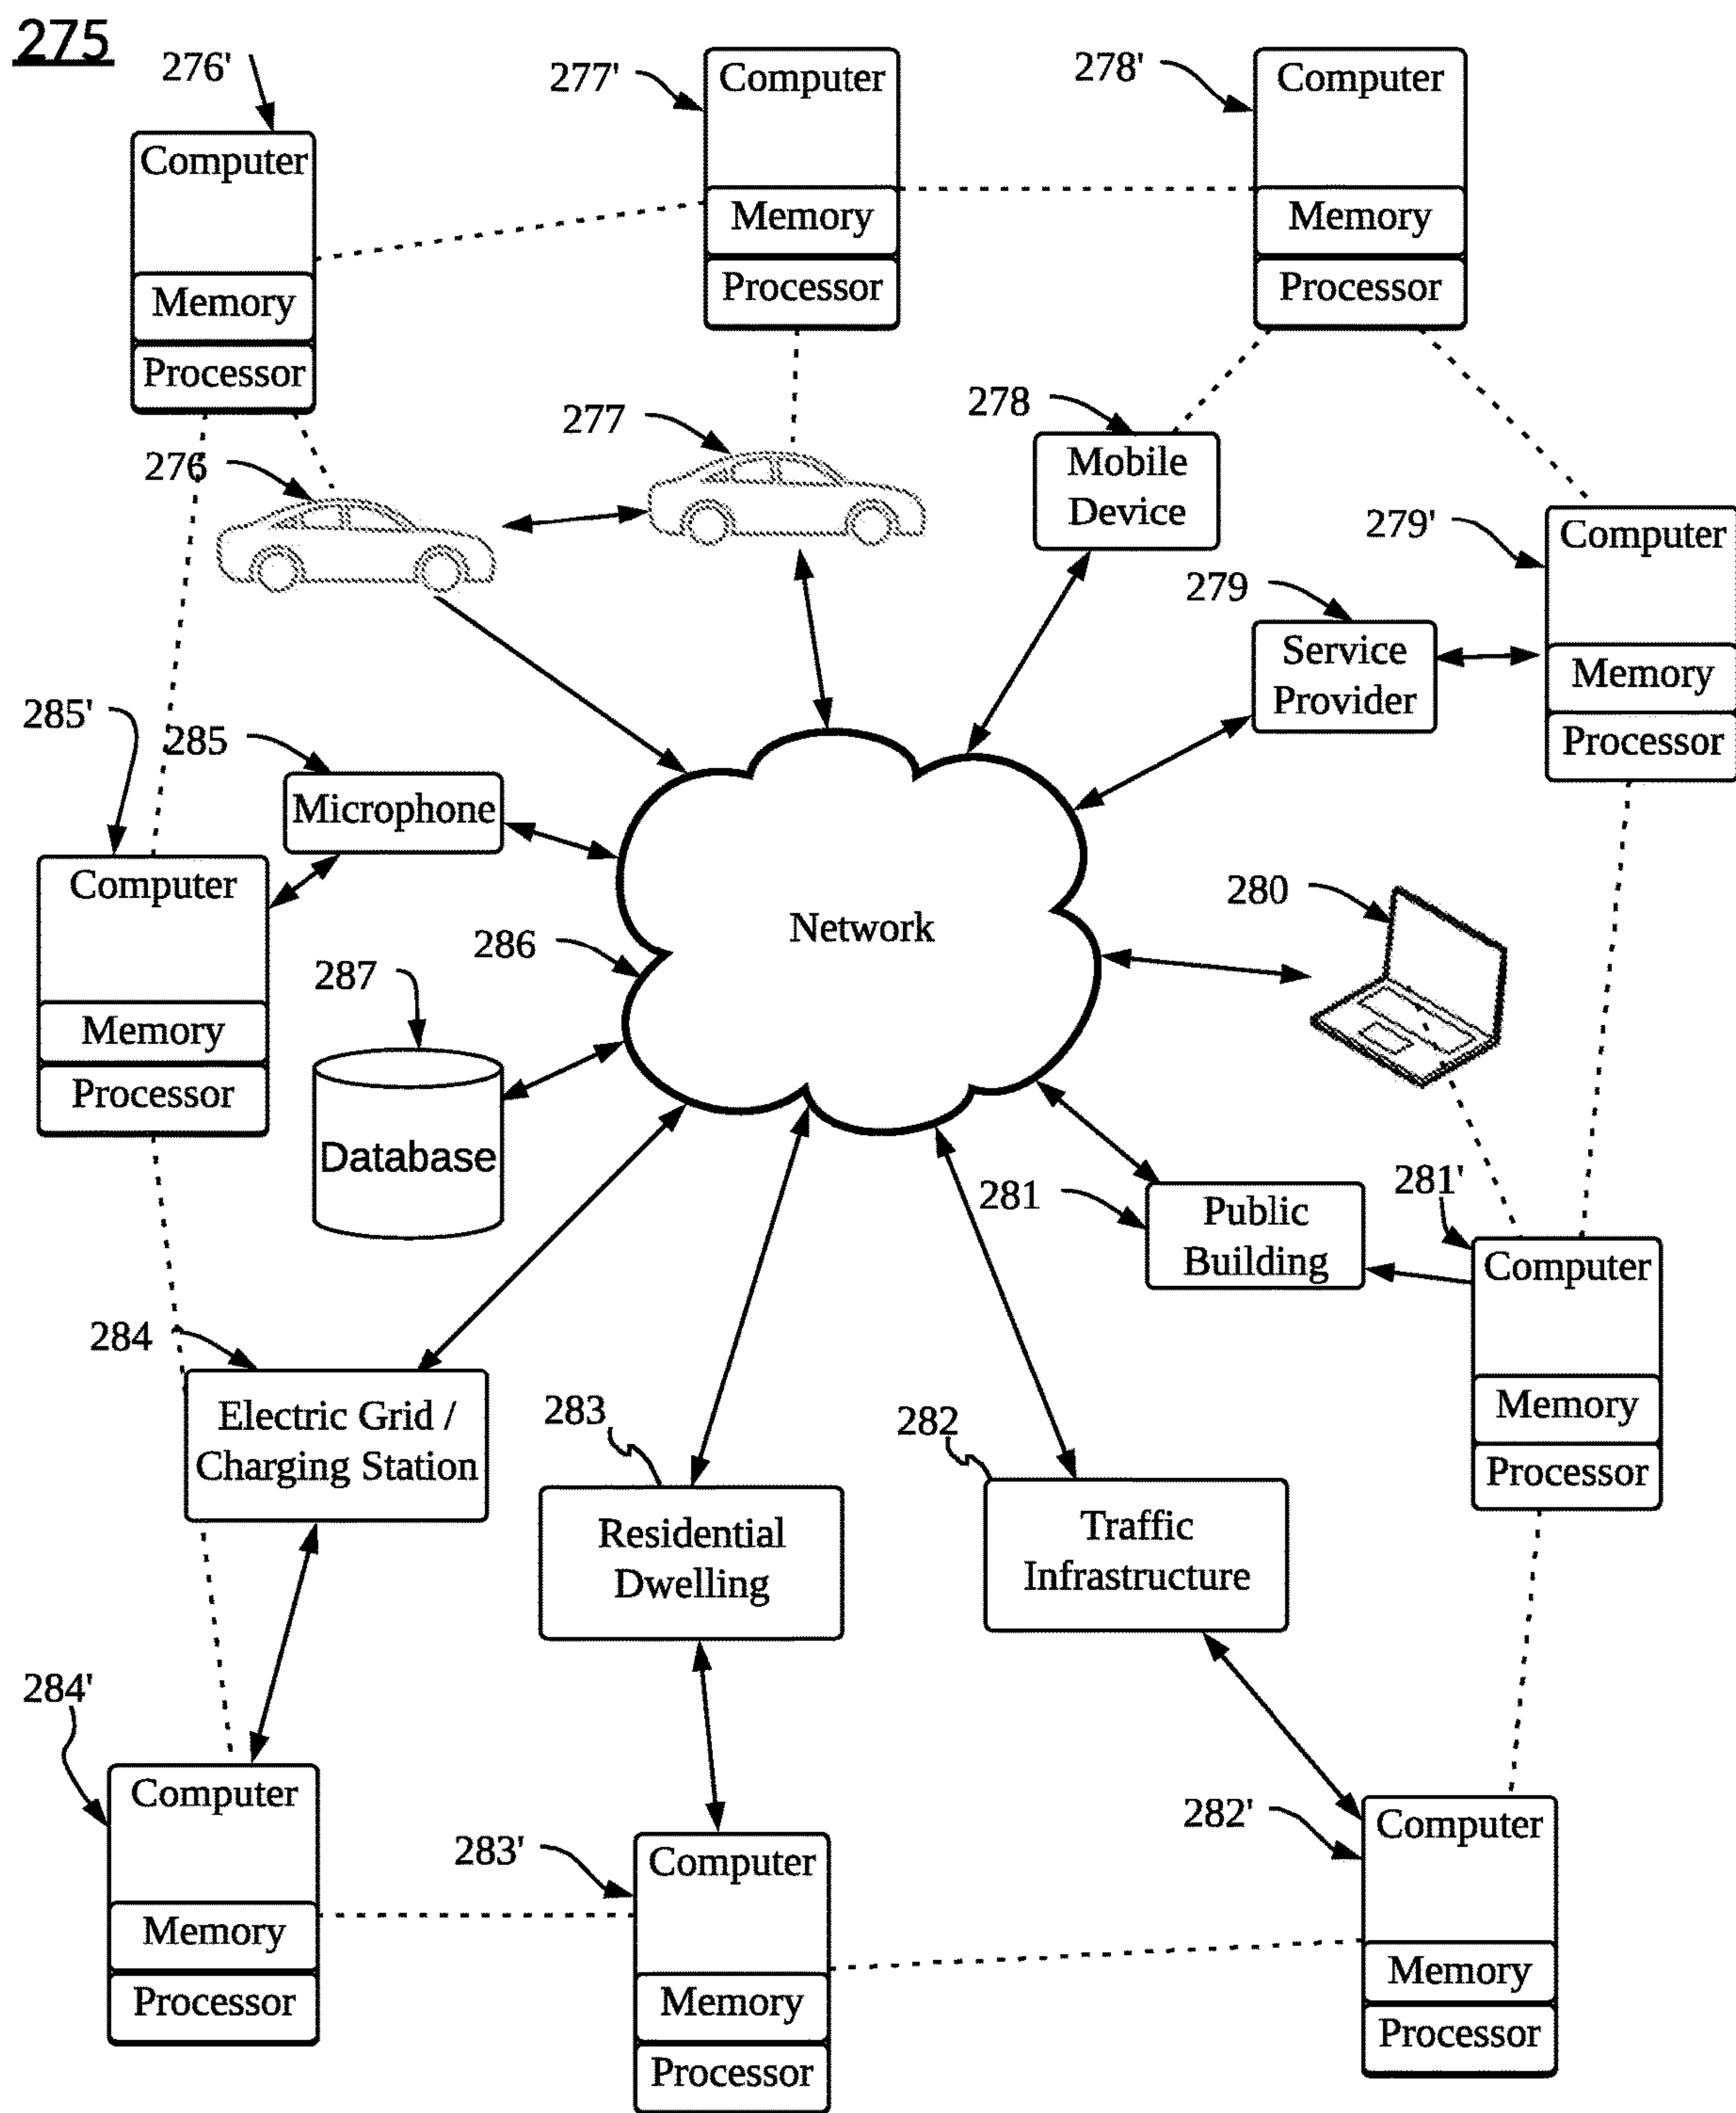 275
276'
277'
278'
Computer
Memory
Processor
Computer
Memory
Processor
Computer
Memory
Processor
276
277
278
Mobile
Device
279'
279
Service
Provider
Computer
Memory
Processor
285'
285
Microphone
Computer
Memory
Processor
286
Network
280
287
Database
281
Public
Building
281'
Computer
Memory
Processor
284
Electric Grid /
Charging Station
283
Residential
Dwelling
282
Traffic
Infrastructure
284'
Computer
Memory
Processor
283'
Computer
Memory
Processor
282'
Computer
Memory
Processor